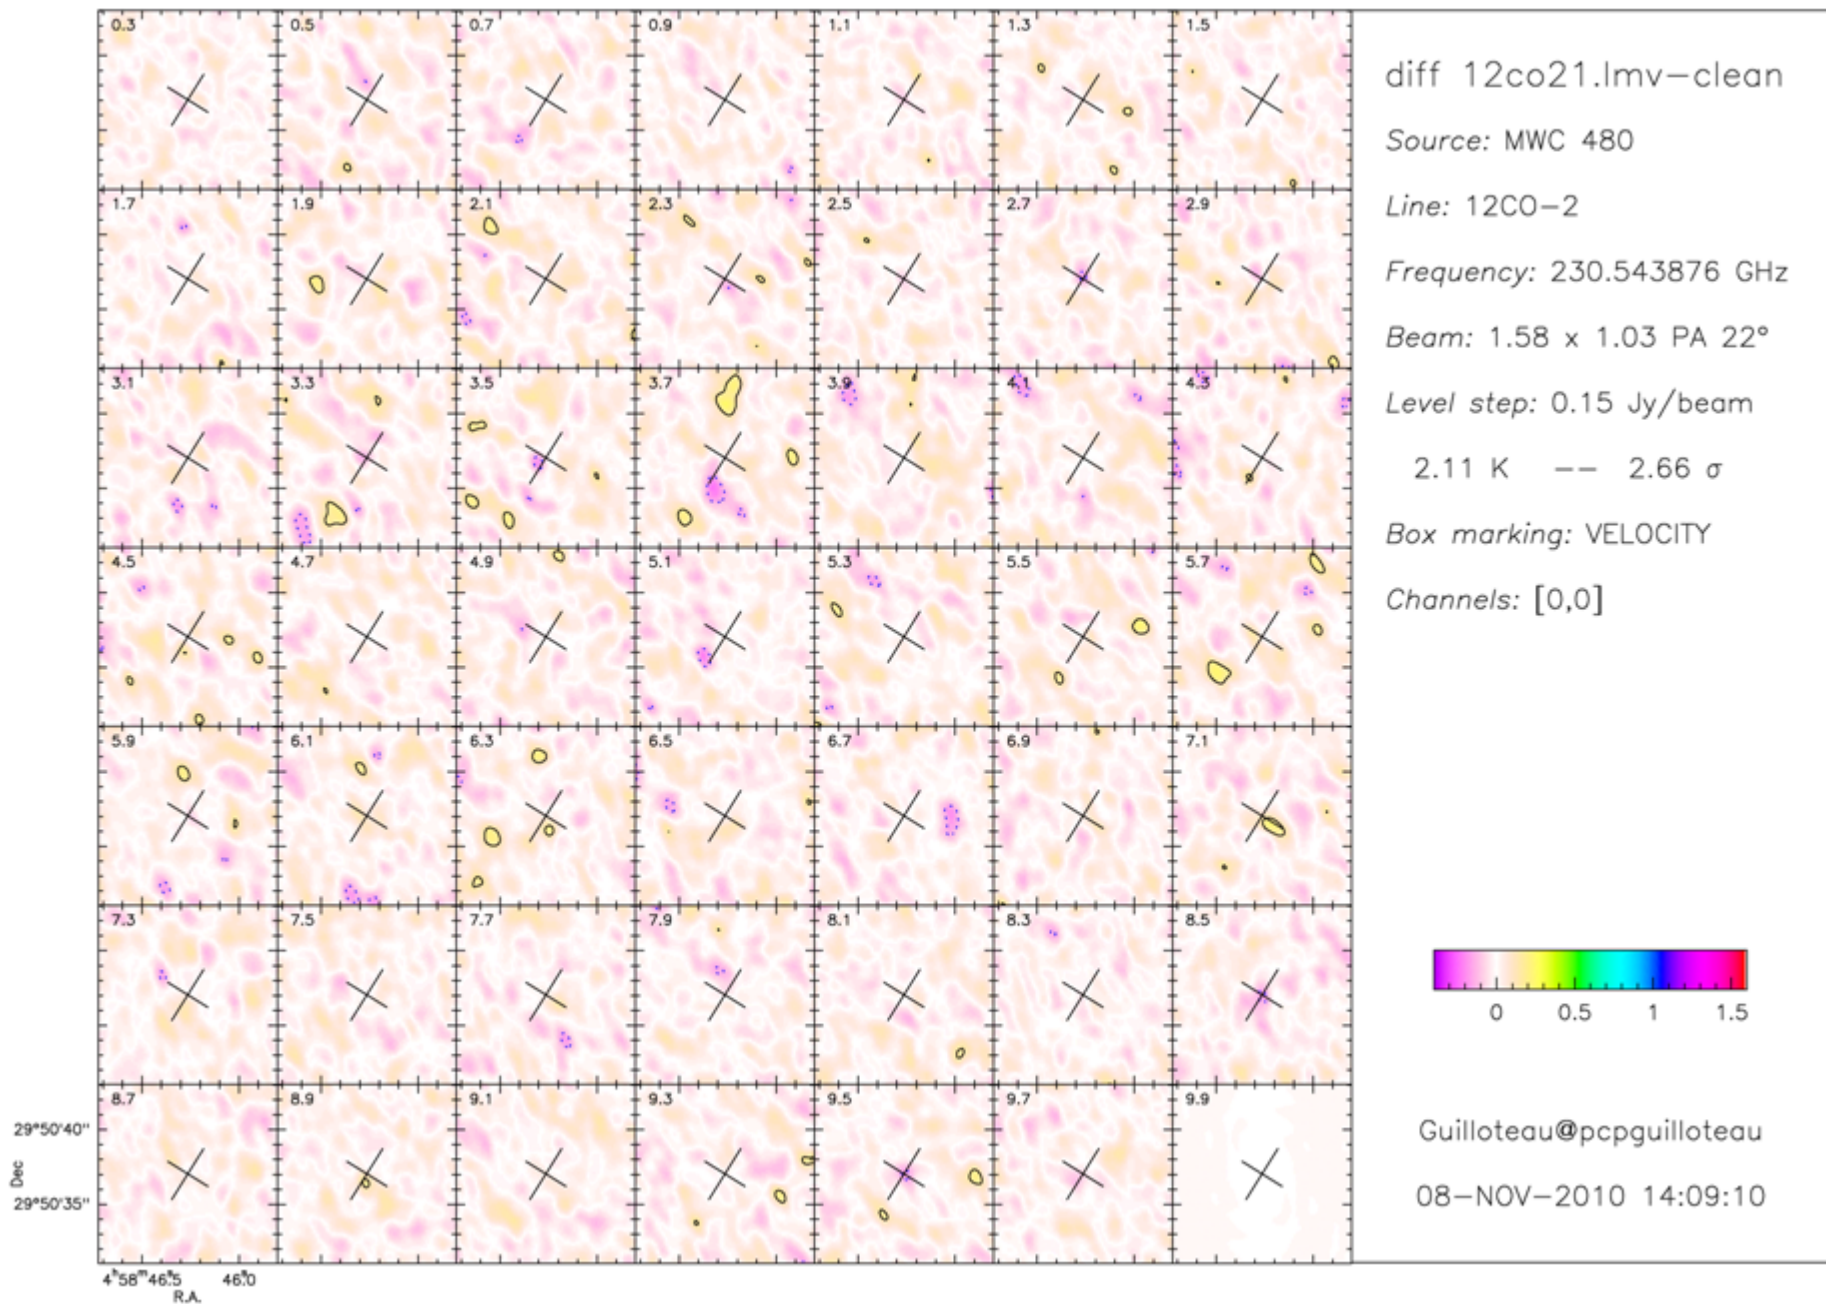 0.3 0.5 0.7 0.9 1.1 1.3 1.5
1.7 1.9 2.1 2.3 2.5 2.7 2.9
3.1 3.3 3.5 3.7 3.9 4.1 4.3
4.5 4.7 4.9 5.1 5.3 5.5 5.7
5.9 6.1 6.3 6.5 6.7 6.9 7.1
7.3 7.5 7.7 7.9 8.1 8.3 8.5
8.7 8.9 9.1 9.3 9.5 9.7 9.9
29°50'40"
29°50'35"
Dec
4ʰ58ᵐ46ˢ.5 46ˢ.0
R.A.
diff 12co21.lmv-clean
Source: MWC 480
Line: 12CO-2
Frequency: 230.543876 GHz
Beam: 1.58 x 1.03 PA 22°
Level step: 0.15 Jy/beam
2.11 K -- 2.66 σ
Box marking: VELOCITY
Channels: [0,0]
0 0.5 1 1.5
Guilloteau@pcpguilloteau
08-NOV-2010 14:09:10